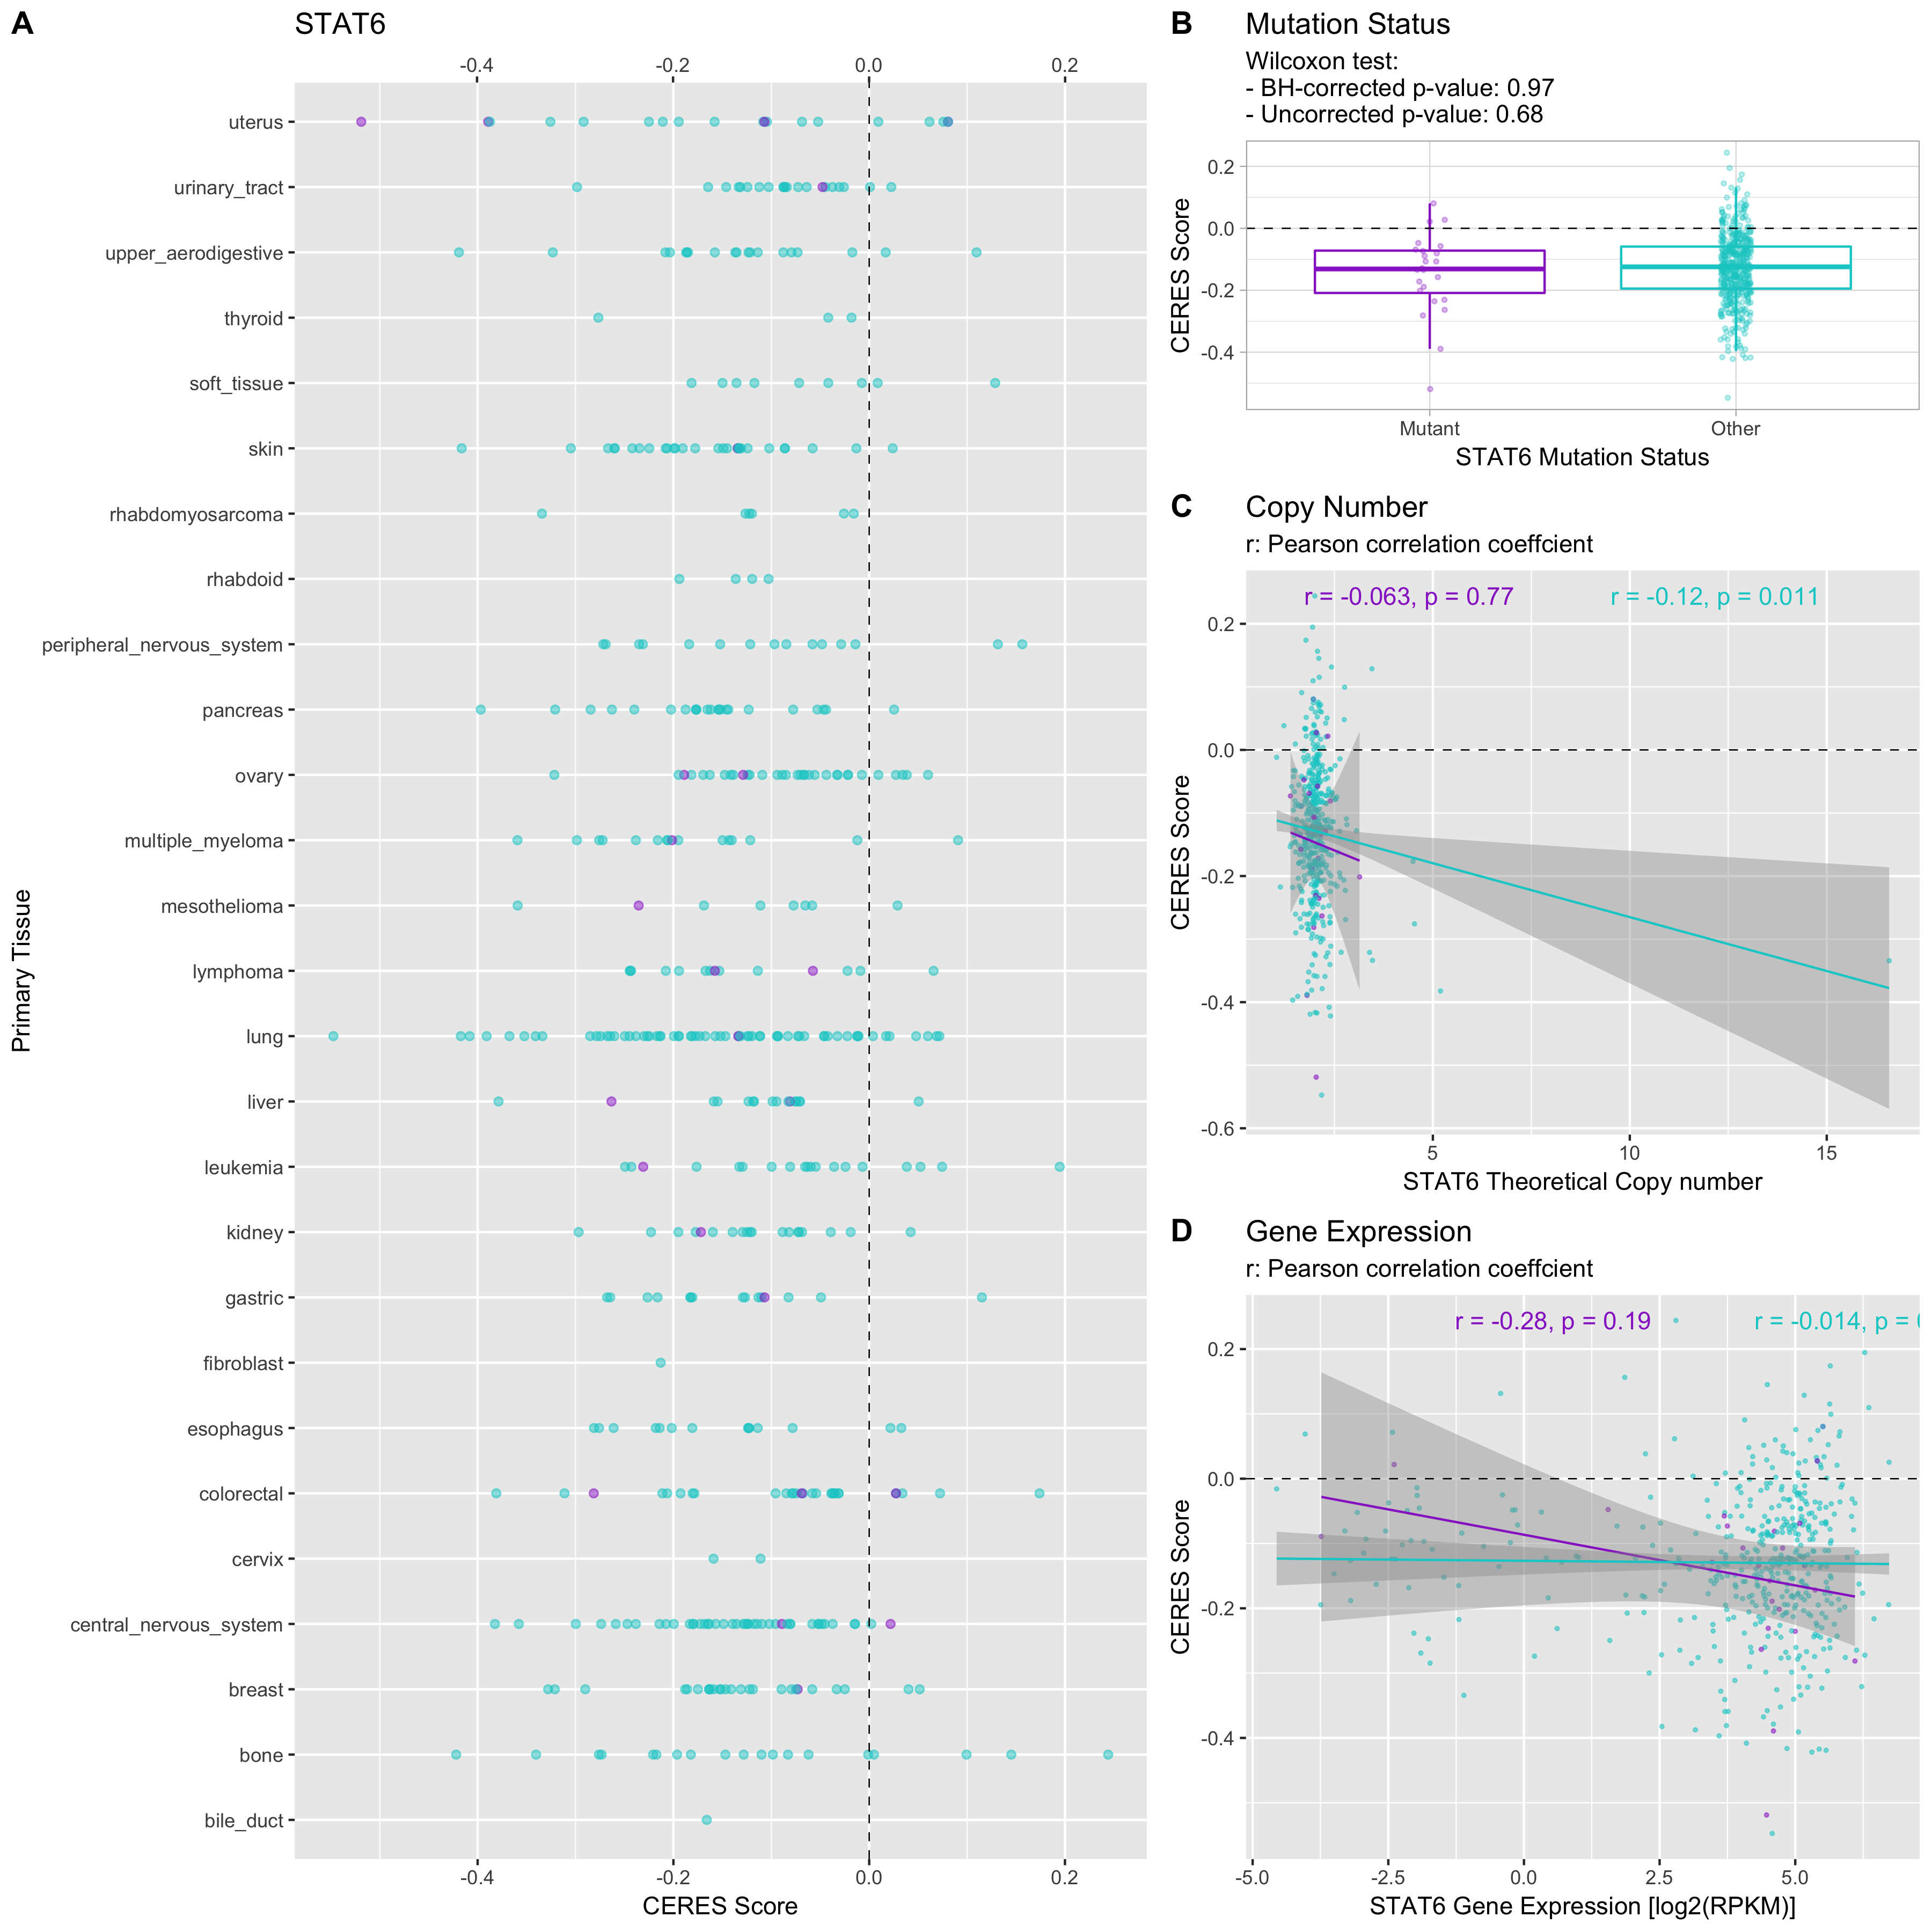 A
STAT6
-0.4 -0.2 0.0 0.2
uterus
urinary_tract
upper_aerodigestive
thyroid
soft_tissue
skin
rhabdomyosarcoma
rhabdoid
peripheral_nervous_system
pancreas
ovary
multiple_myeloma
mesothelioma
lymphoma
lung
liver
leukemia
kidney
gastric
fibroblast
esophagus
colorectal
cervix
central_nervous_system
breast
bone
bile_duct
Primary Tissue
-0.4 -0.2 0.0 0.2
CERES Score
B
Mutation Status
Wilcoxon test:
- BH-corrected p-value: 0.97
- Uncorrected p-value: 0.68
0.2
0.0
-0.2
-0.4
CERES Score
Mutant Other
STAT6 Mutation Status
C
Copy Number
r: Pearson correlation coeffcient
r = -0.063, p = 0.77 r = -0.12, p = 0.011
0.2
0.0
-0.2
-0.4
-0.6
CERES Score
5 10 15
STAT6 Theoretical Copy number
D
Gene Expression
r: Pearson correlation coeffcient
r = -0.28, p = 0.19 r = -0.014, p =
0.2
0.0
-0.2
-0.4
CERES Score
-5.0 -2.5 0.0 2.5 5.0
STAT6 Gene Expression [log2(RPKM)]